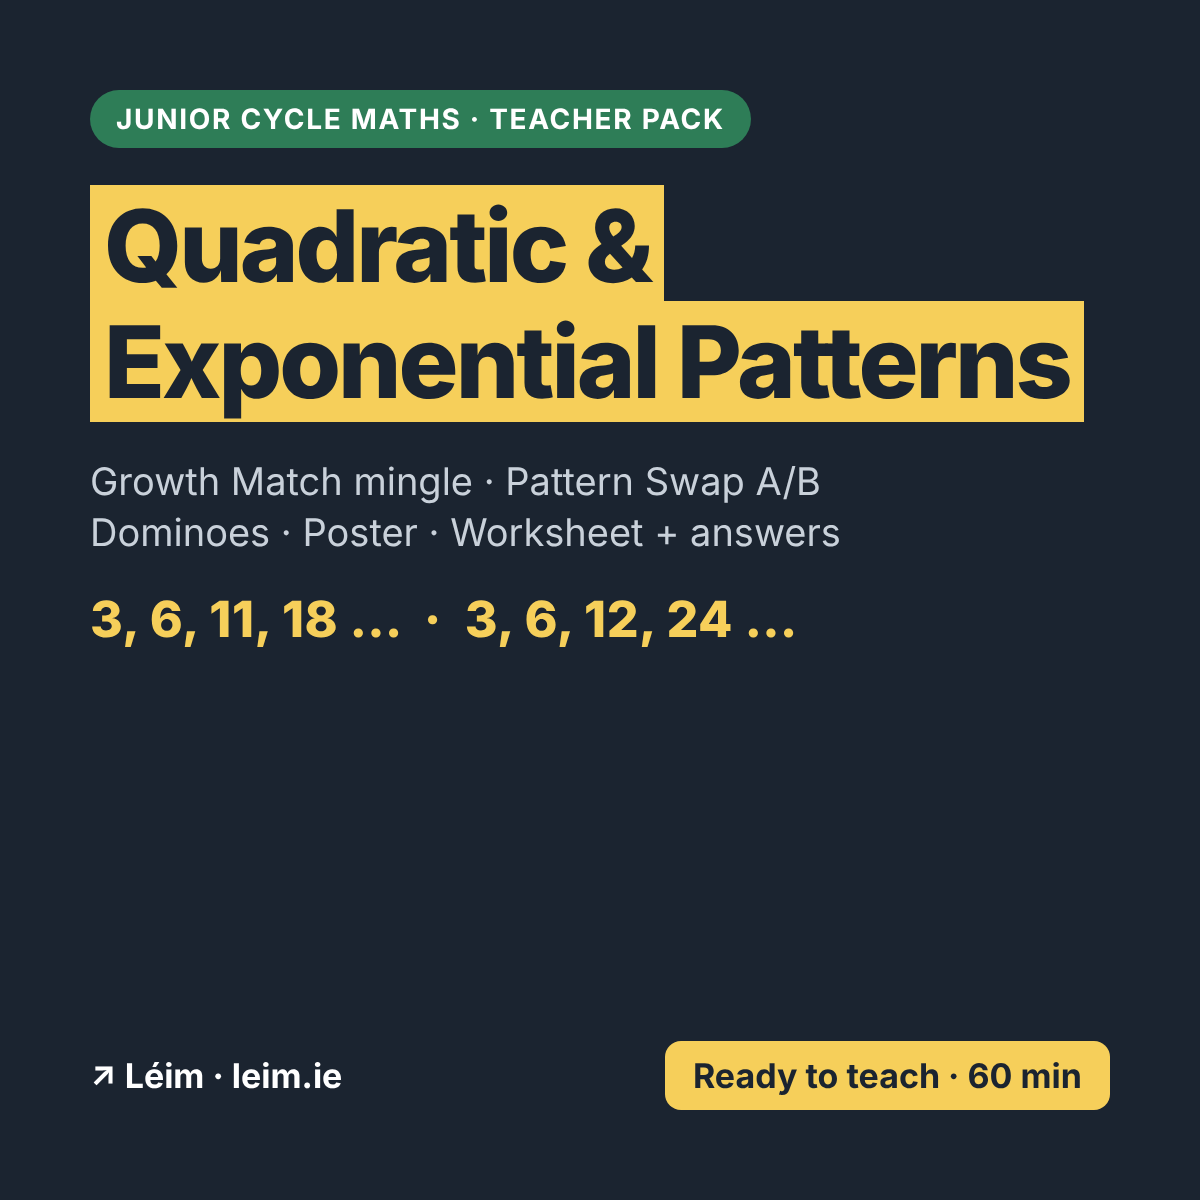 JUNIOR CYCLE MATHS · TEACHER PACK
Quadratic &
Exponential Patterns
Growth Match mingle · Pattern Swap A/B
Dominoes · Poster · Worksheet + answers
3, 6, 11, 18 … · 3, 6, 12, 24 …
↗ Léim · leim.ie
Ready to teach · 60 min